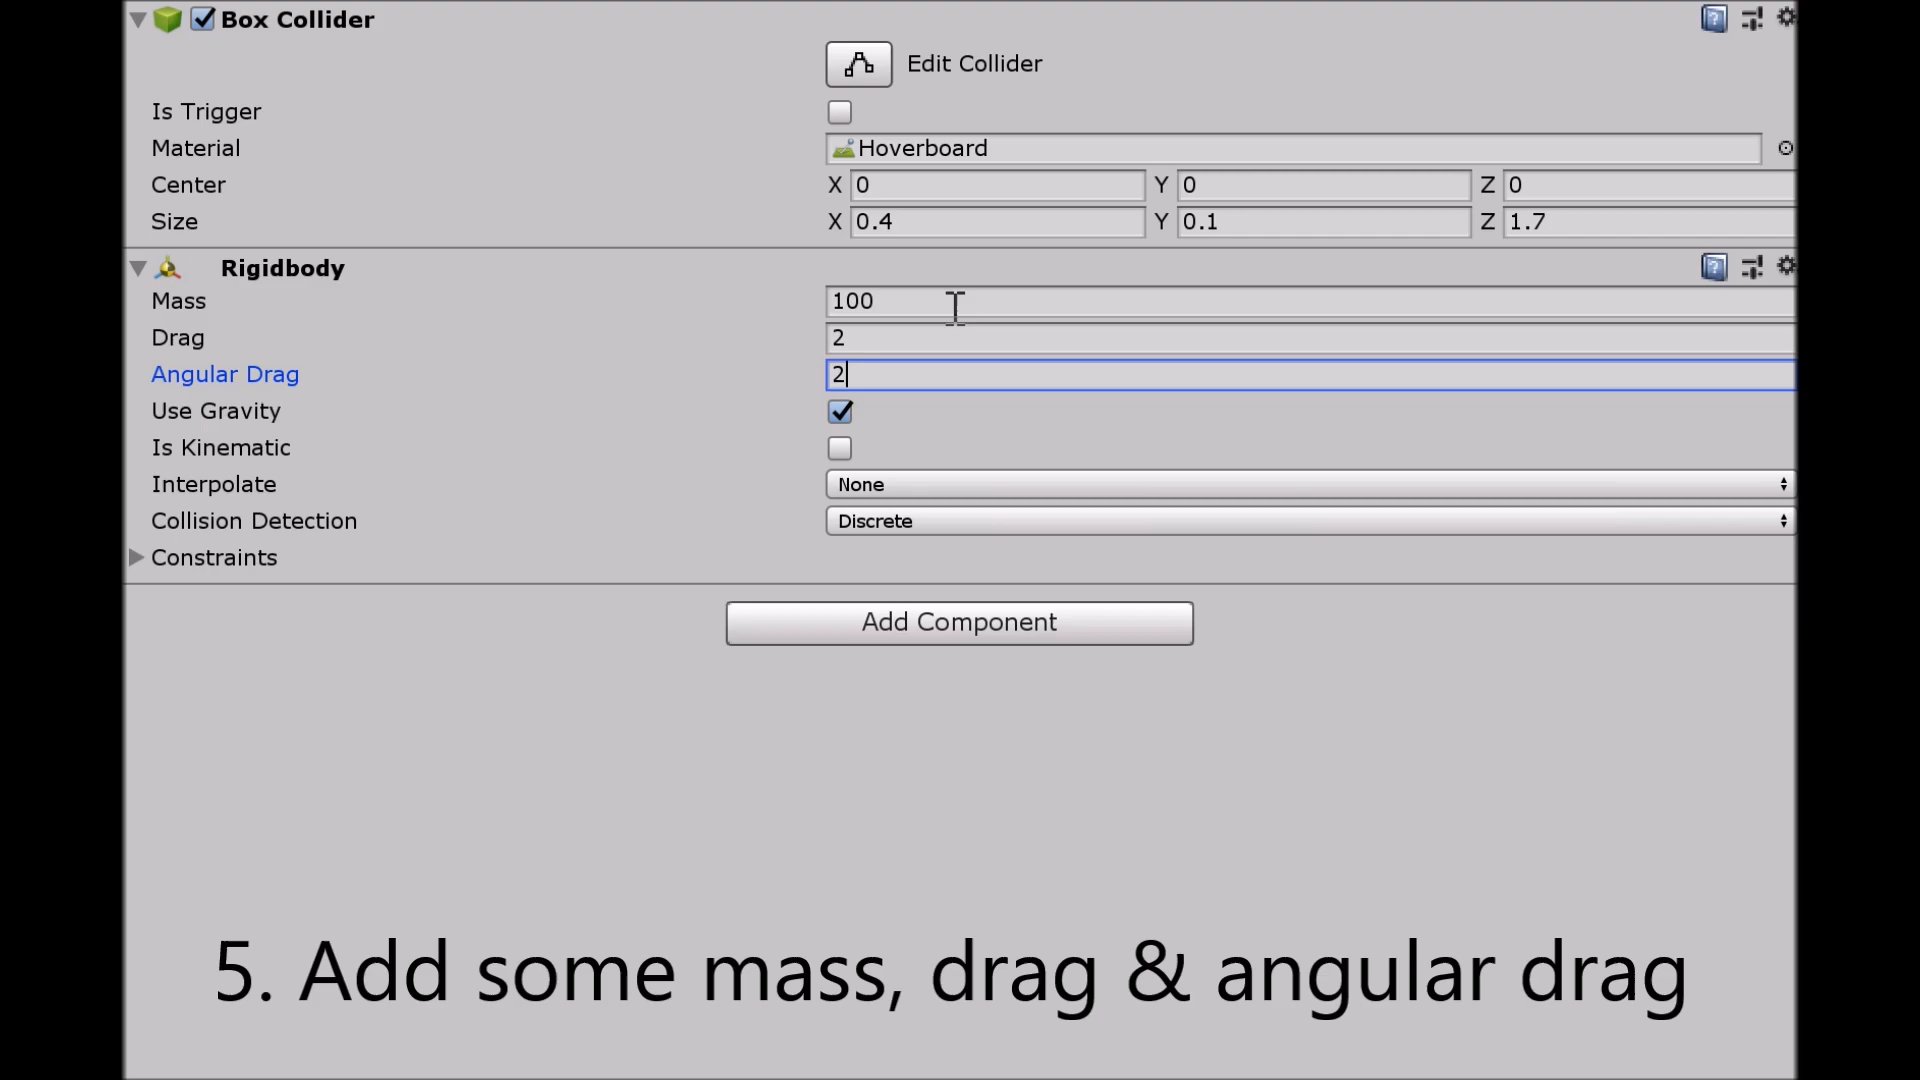 Box Collider
Edit Collider
Is Trigger
Material Hoverboard
Center X 0 Y 0 Z 0
Size X 0.4 Y 0.1 Z 1.7
Rigidbody
Mass 100
Drag 2
Angular Drag 2
Use Gravity
Is Kinematic
Interpolate None
Collision Detection Discrete
Constraints
Add Component
5. Add some mass, drag & angular drag